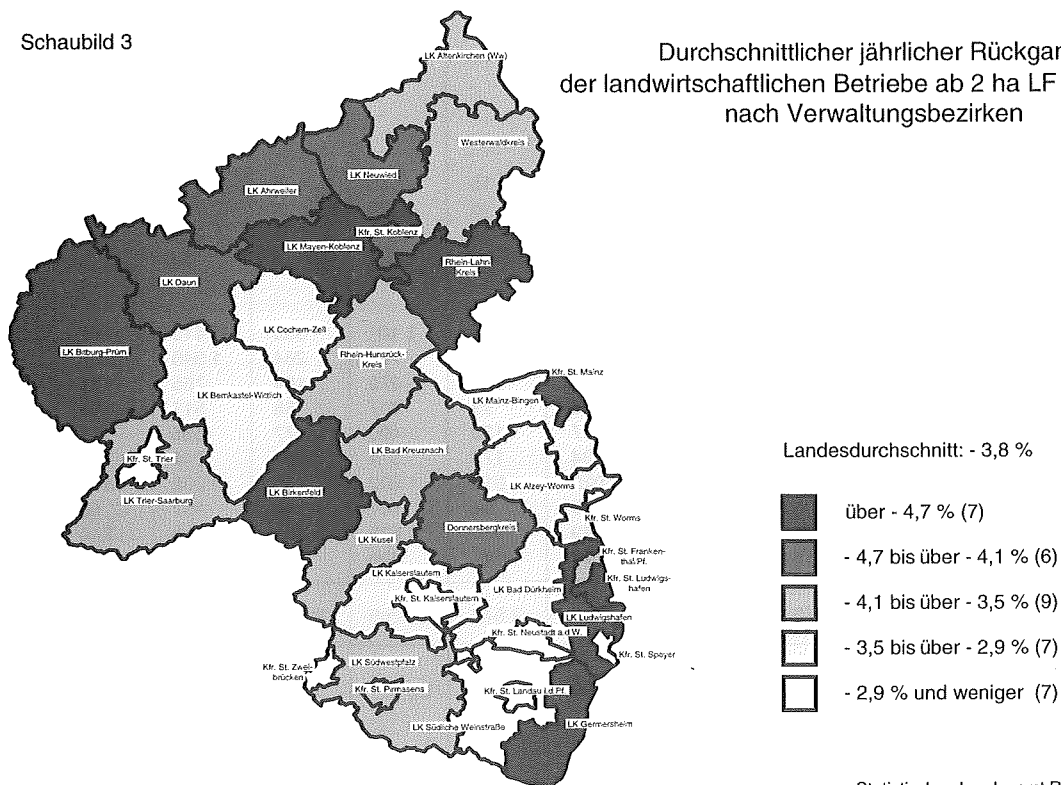 Schaubild 3
Durchschnittlicher jährlicher Rückgan
der landwirtschaftlichen Betriebe ab 2 ha LF
nach Verwaltungsbezirken
LK Altenkirchen (Ww)
Westerwaldkreis
LK Neuwied
LK Ahrweiler
Kfr. St. Koblenz
LK Mayen-Koblenz
Rhein-Lahn-
Kreis
LK Daun
LK Cochem-Zell
LK Bitburg-Prüm
Rhein-Hunsrück-
Kreis
Kfr. St. Mainz
LK Mainz-Bingen
LK Bernkastel-Wittlich
LK Bad Kreuznach
Kfr. St. Trier
LK Trier-Saarburg
LK Birkenfeld
LK Alzey-Worms
Donnersbergkreis
Kfr. St. Worms
LK Kusel
Kfr. St. Franken-
thal/Pf.
LK Kaiserslautern
Kfr. St. Ludwigs-
hafen
LK Bad Dürkheim
Kfr. St. Kaiserslautern
LK Ludwigshafen
Kfr. St. Neustadt a.d.W.
Kfr. St. Speyer
LK Südwestpfalz
Kfr. St. Zwei-
brücken
Kfr. St. Pirmasens
Kfr. St. Landau i.d.Pf.
LK Südliche Weinstraße
LK Germersheim
Landesdurchschnitt: - 3,8 %
über - 4,7 % (7)
- 4,7 bis über - 4,1 % (6)
- 4,1 bis über - 3,5 % (9)
- 3,5 bis über - 2,9 % (7)
- 2,9 % und weniger (7)